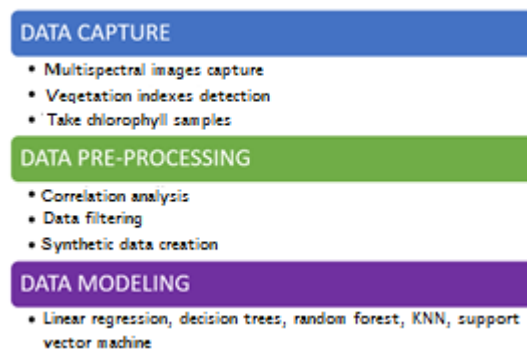 DATA CAPTURE
• Multispectral images capture
• Vegetation indexes detection
• Take chlorophyll samples
DATA PRE-PROCESSING
• Correlation analysis
• Data filtering
• Synthetic data creation
DATA MODELING
• Linear regression, decision trees, random forest, KNN, support
vector machine